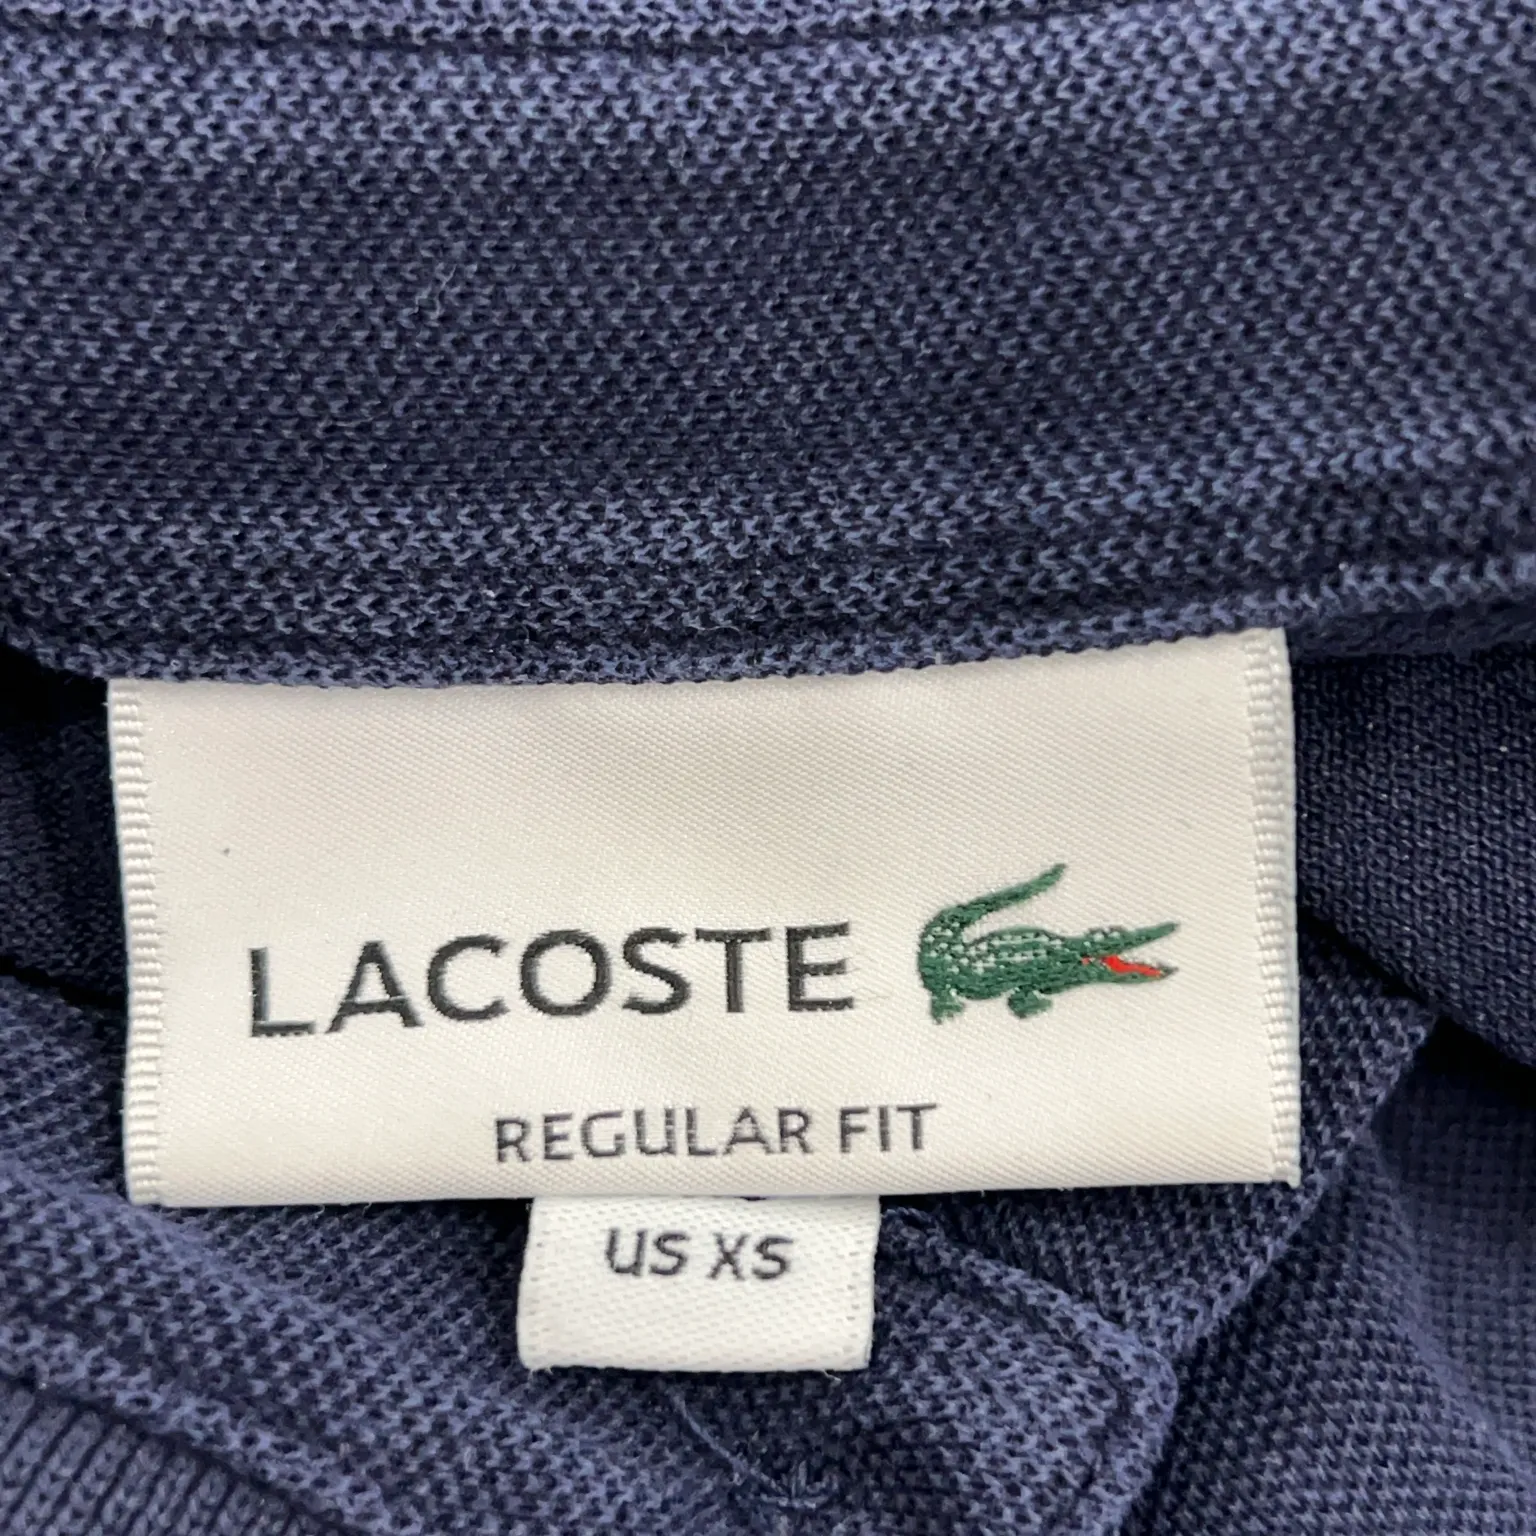 LACOSTE
REGULAR FIT
US XS